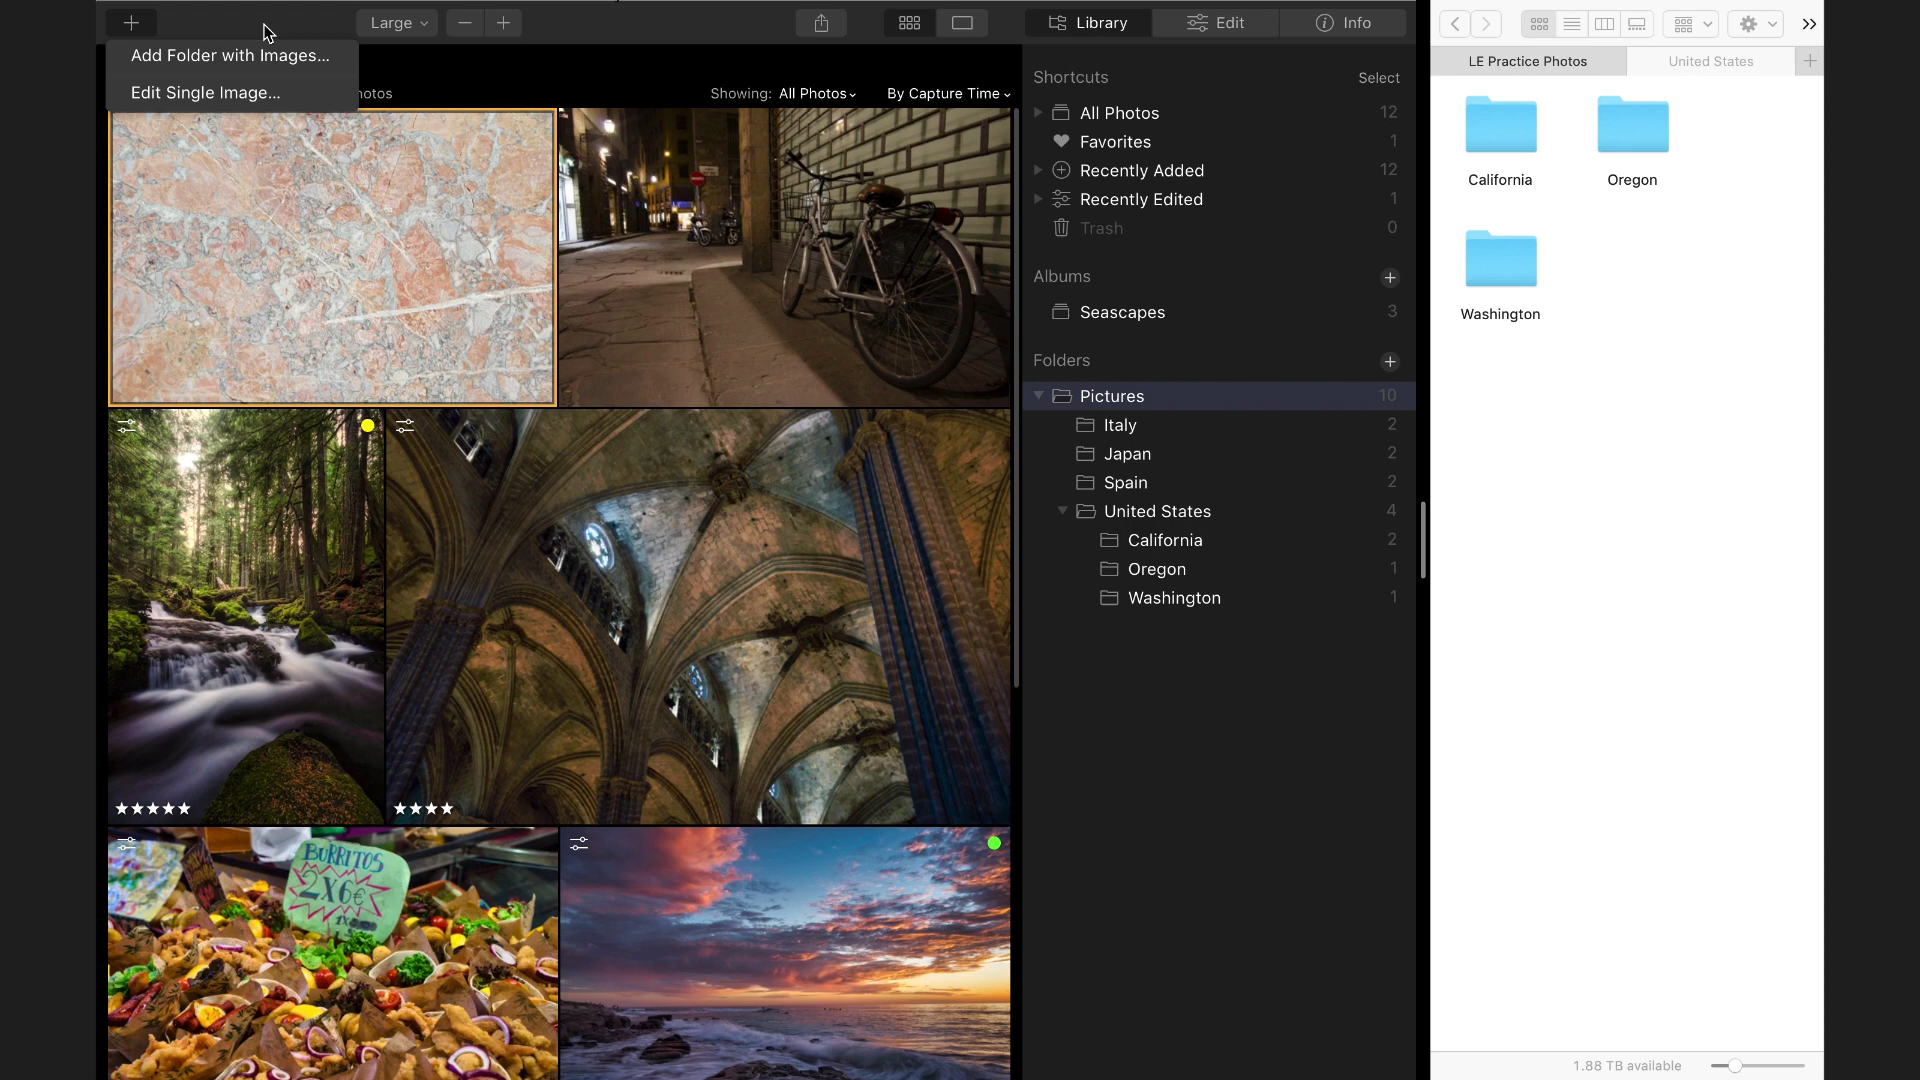 Large
Library
Edit
Info
Add Folder with Images...
Edit Single Image...
hotos
Showing: All Photos
By Capture Time
Shortcuts
Select
All Photos 12
Favorites 1
Recently Added 12
Recently Edited 1
Trash 0
Albums
Seascapes 3
Folders
Pictures 10
Italy 2
Japan 2
Spain 2
United States 4
California 2
Oregon 1
Washington 1
BURRITOS
2X6€
LE Practice Photos
United States
California
Oregon
Washington
1.88 TB available